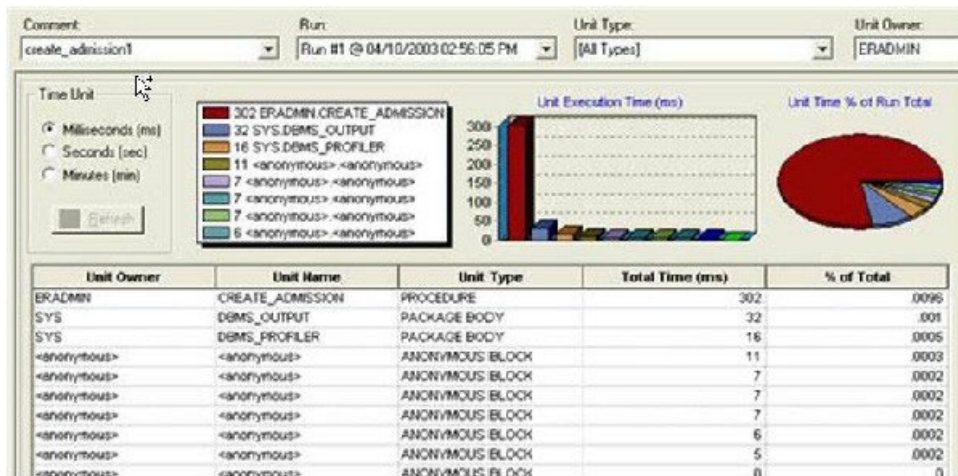 Comment: Run: Unit Type: Unit Owner:
create_admission1 Run #1 @ 04/10/2003 02:56:05 PM [All Types] ERADMIN
Time Unit
Milliseconds (ms)
Seconds (sec)
Minutes (min)
Refresh
302 ERADMIN.CREATE_ADMISSION
32 SYS.DBMS_OUTPUT
16 SYS.DBMS_PROFILER
11 <anonymous>.<anonymous>
7 <anonymous>.<anonymous>
7 <anonymous>.<anonymous>
7 <anonymous>.<anonymous>
6 <anonymous>.<anonymous>
Unit Execution Time (ms)
300
250
200
150
100
50
0
Unit Time % of Run Total
Unit Owner Unit Name Unit Type Total Time (ms) % of Total
ERADMIN CREATE_ADMISSION PROCEDURE 302 .0096
SYS DBMS_OUTPUT PACKAGE BODY 32 .001
SYS DBMS_PROFILER PACKAGE BODY 16 .0005
<anonymous> <anonymous> ANONYMOUS BLOCK 11 .0003
<anonymous> <anonymous> ANONYMOUS BLOCK 7 .0002
<anonymous> <anonymous> ANONYMOUS BLOCK 7 .0002
<anonymous> <anonymous> ANONYMOUS BLOCK 7 .0002
<anonymous> <anonymous> ANONYMOUS BLOCK 6 .0002
<anonymous> <anonymous> ANONYMOUS BLOCK 5 .0002
<anonymous> <anonymous> ANONYMOUS BLOCK 0 0